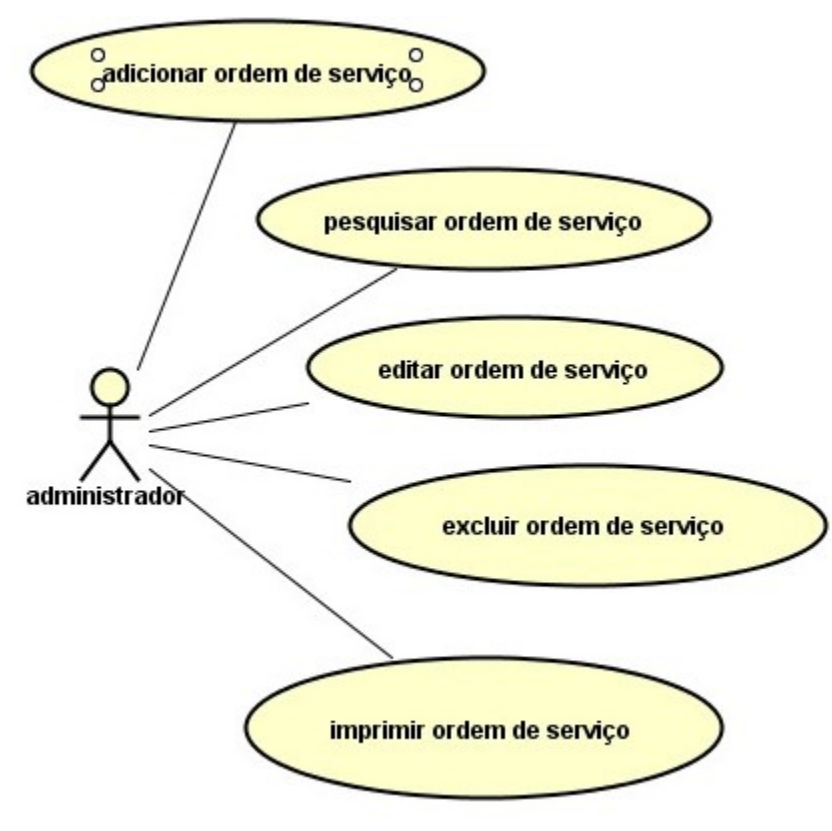 adicionar ordem de serviço
pesquisar ordem de serviço
editar ordem de serviço
administrador
excluir ordem de serviço
imprimir ordem de serviço